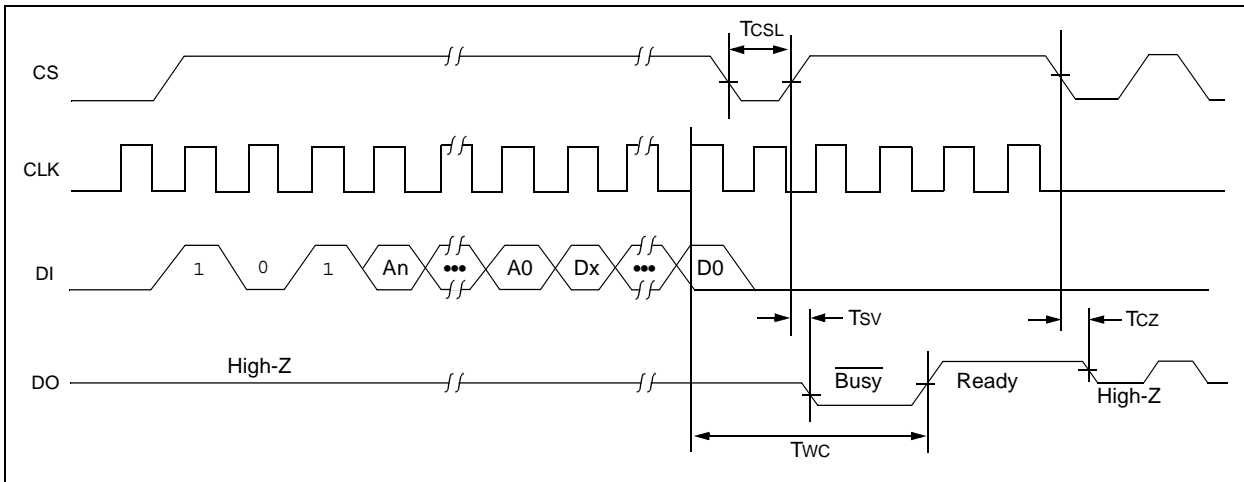 TCSL
CS
CLK
DI 1 0 1 An ••• A0 Dx ••• D0
TSV TCZ
High-Z Busy Ready
DO High-Z
TWC